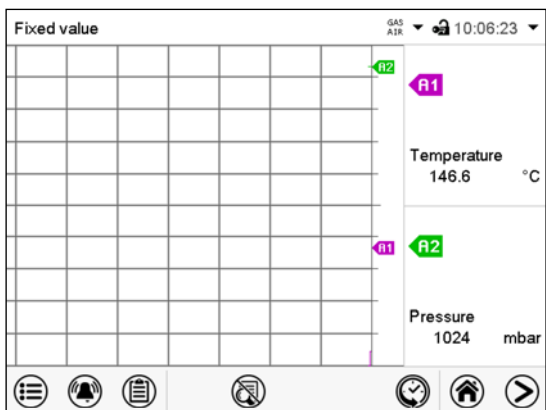 Fixed value
GAS
AIR
10:06:23
A2
A1
Temperature
146.6 °C
A1
A2
Pressure
1024 mbar